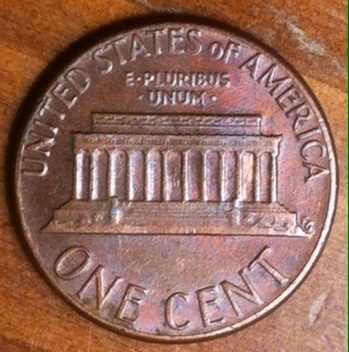 UNITED STATES OF AMERICA
E·PLURIBUS
·UNUM·
ONE CENT